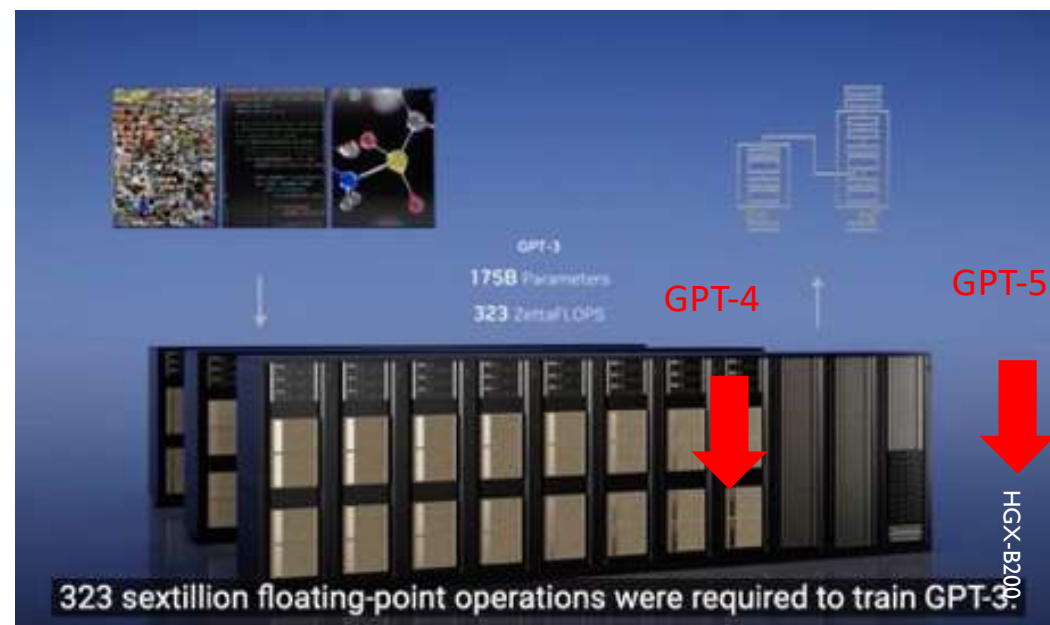 GPT-3
175B Parameters
323 ZettaFLOPS
GPT-4
GPT-5
HGX-B200
323 sextillion floating-point operations were required to train GPT-3.